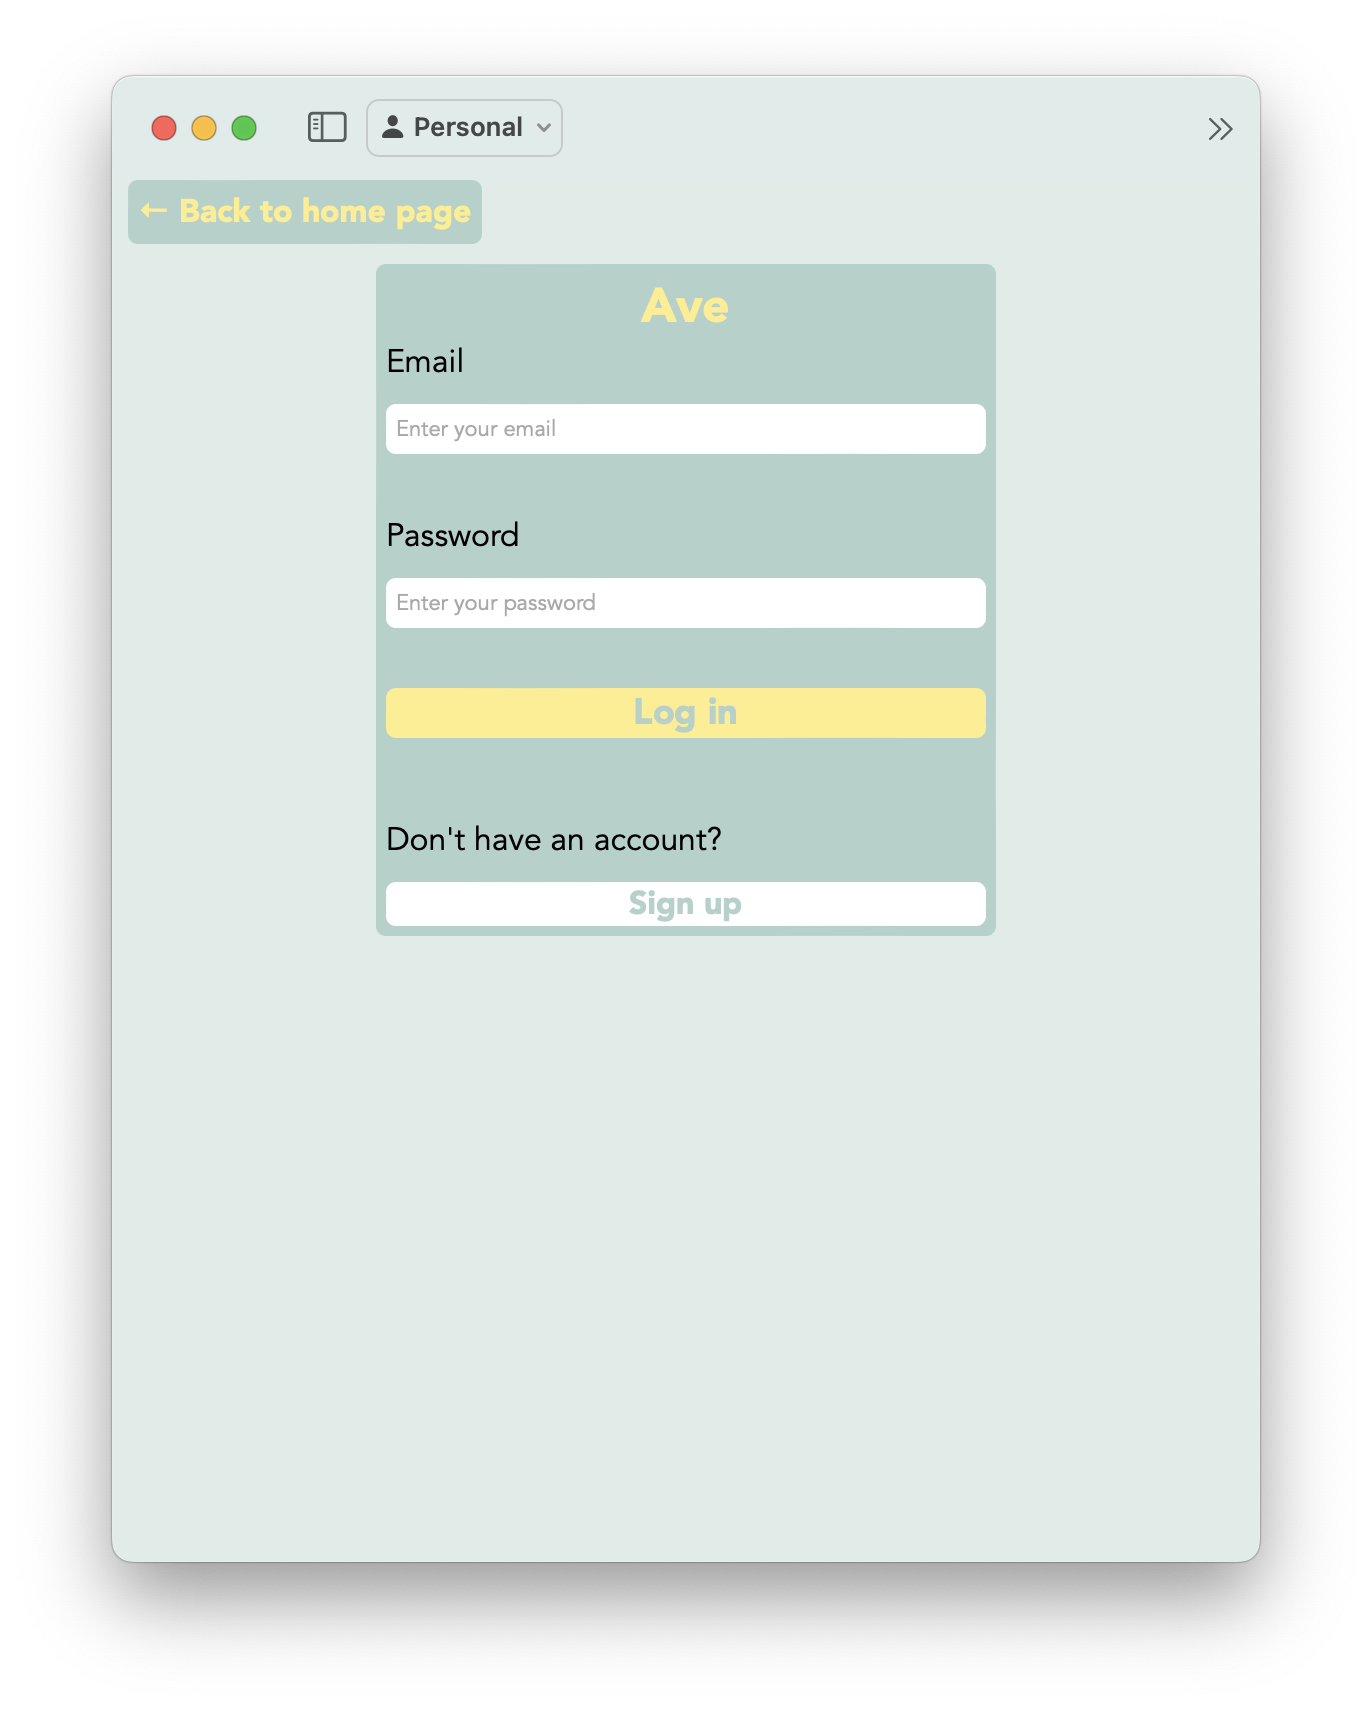 Personal
← Back to home page
Ave
Email
Enter your email
Password
Enter your password
Log in
Don't have an account?
Sign up